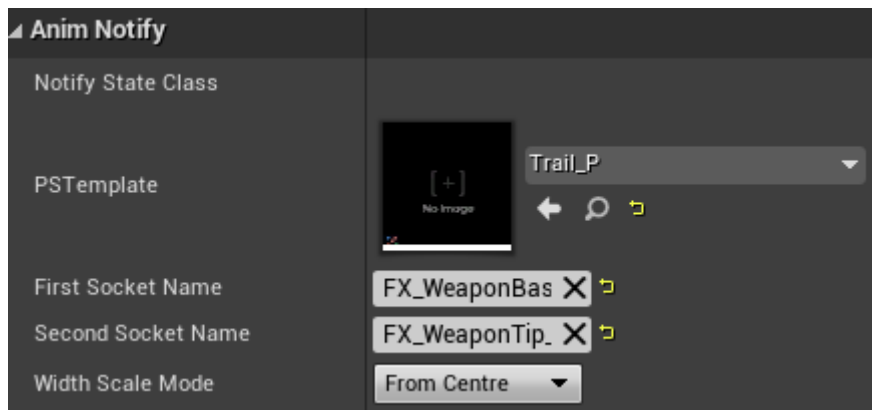 Anim Notify
Notify State Class
PSTemplate
[+]
No Image
Trail_P
First Socket Name
FX_WeaponBas
Second Socket Name
FX_WeaponTip_
Width Scale Mode
From Centre